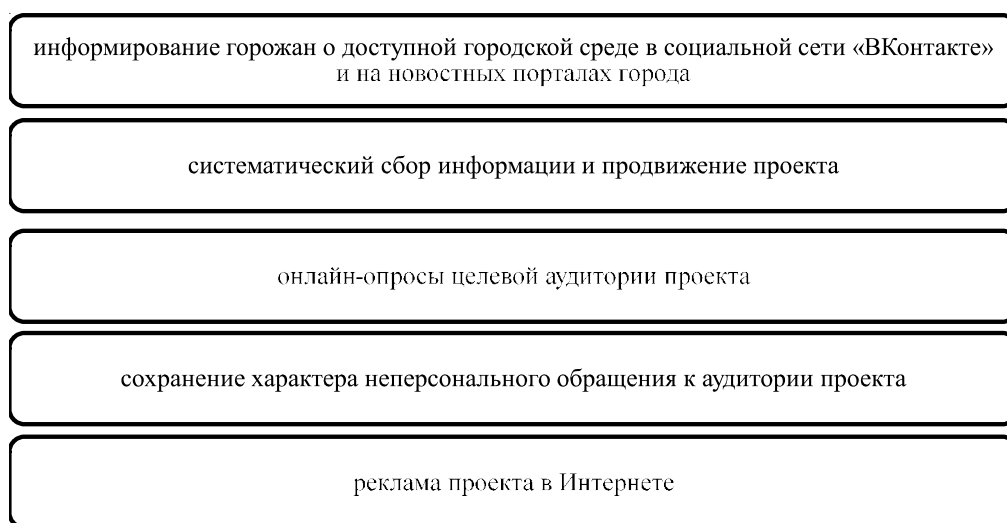 информирование горожан о доступной городской среде в социальной сети «ВКонтакте»
и на новостных порталах города
систематический сбор информации и продвижение проекта
онлайн-опросы целевой аудитории проекта
сохранение характера неперсонального обращения к аудитории проекта
реклама проекта в Интернете